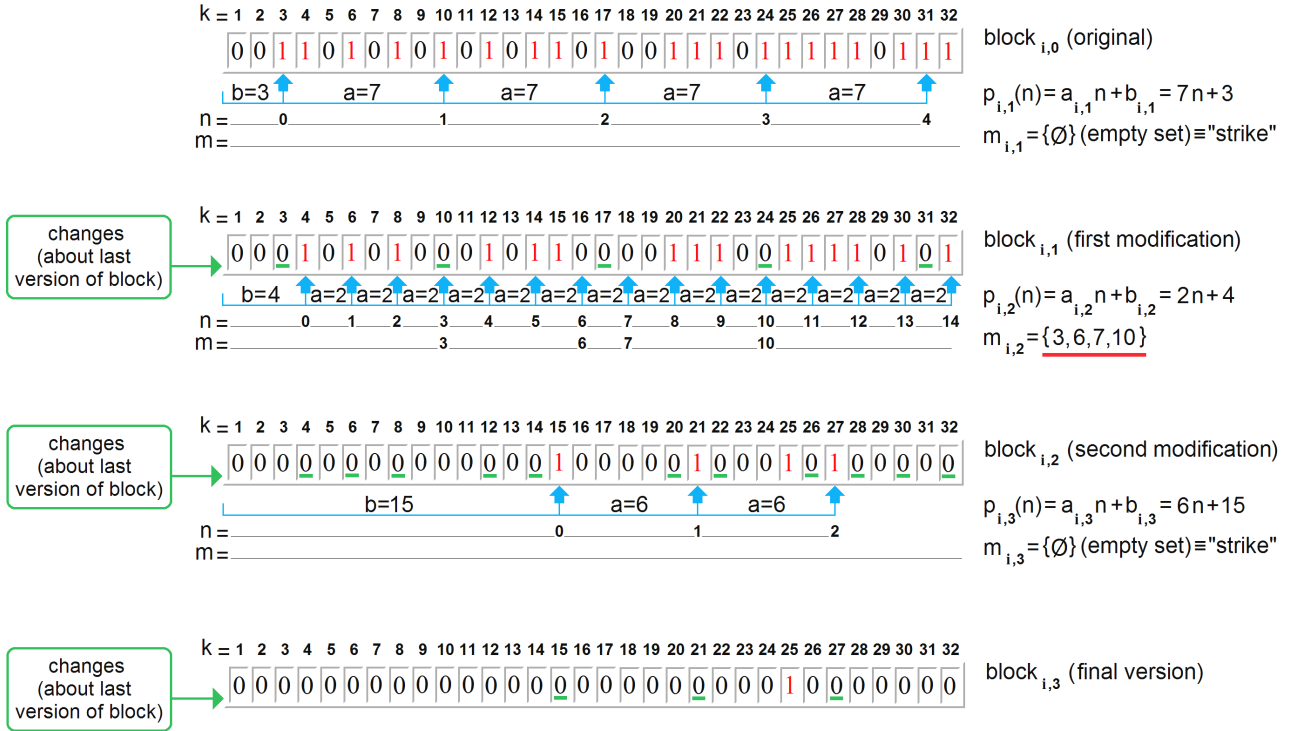 k = 1 2 3 4 5 6 7 8 9 10 11 12 13 14 15 16 17 18 19 20 21 22 23 24 25 26 27 28 29 30 31 32
0 0 1 1 0 1 0 1 0 1 0 1 0 1 1 0 1 0 0 1 1 1 0 1 1 1 1 1 0 1 1 1
block i,0 (original)
b=3 a=7 a=7 a=7 a=7
p i,1 (n) = a i,1 n + b i,1 = 7n+3
n = 0 1 2 3 4
m =
m i,1 = {Ø} (empty set) ≡ "strike"
k = 1 2 3 4 5 6 7 8 9 10 11 12 13 14 15 16 17 18 19 20 21 22 23 24 25 26 27 28 29 30 31 32
changes
(about last
version of block)
0 0 0 1 0 1 0 1 0 0 0 1 0 1 1 0 0 0 0 1 1 1 0 0 1 1 1 1 0 1 0 1
block i,1 (first modification)
b=4 a=2 a=2 a=2 a=2 a=2 a=2 a=2 a=2 a=2 a=2 a=2 a=2 a=2 a=2
p i,2 (n) = a i,2 n + b i,2 = 2n+4
n = 0 1 2 3 4 5 6 7 8 9 10 11 12 13 14
m = 3 6 7 10
m i,2 = {3,6,7,10}
k = 1 2 3 4 5 6 7 8 9 10 11 12 13 14 15 16 17 18 19 20 21 22 23 24 25 26 27 28 29 30 31 32
changes
(about last
version of block)
0 0 0 0 0 0 0 0 0 0 0 0 0 0 1 0 0 0 0 0 1 0 0 0 1 0 1 0 0 0 0 0
block i,2 (second modification)
b=15 a=6 a=6
p i,3 (n) = a i,3 n + b i,3 = 6n+15
n = 0 1 2
m =
m i,3 = {Ø} (empty set) ≡ "strike"
k = 1 2 3 4 5 6 7 8 9 10 11 12 13 14 15 16 17 18 19 20 21 22 23 24 25 26 27 28 29 30 31 32
changes
(about last
version of block)
0 0 0 0 0 0 0 0 0 0 0 0 0 0 0 0 0 0 0 0 0 0 0 0 1 0 0 0 0 0 0 0
block i,3 (final version)